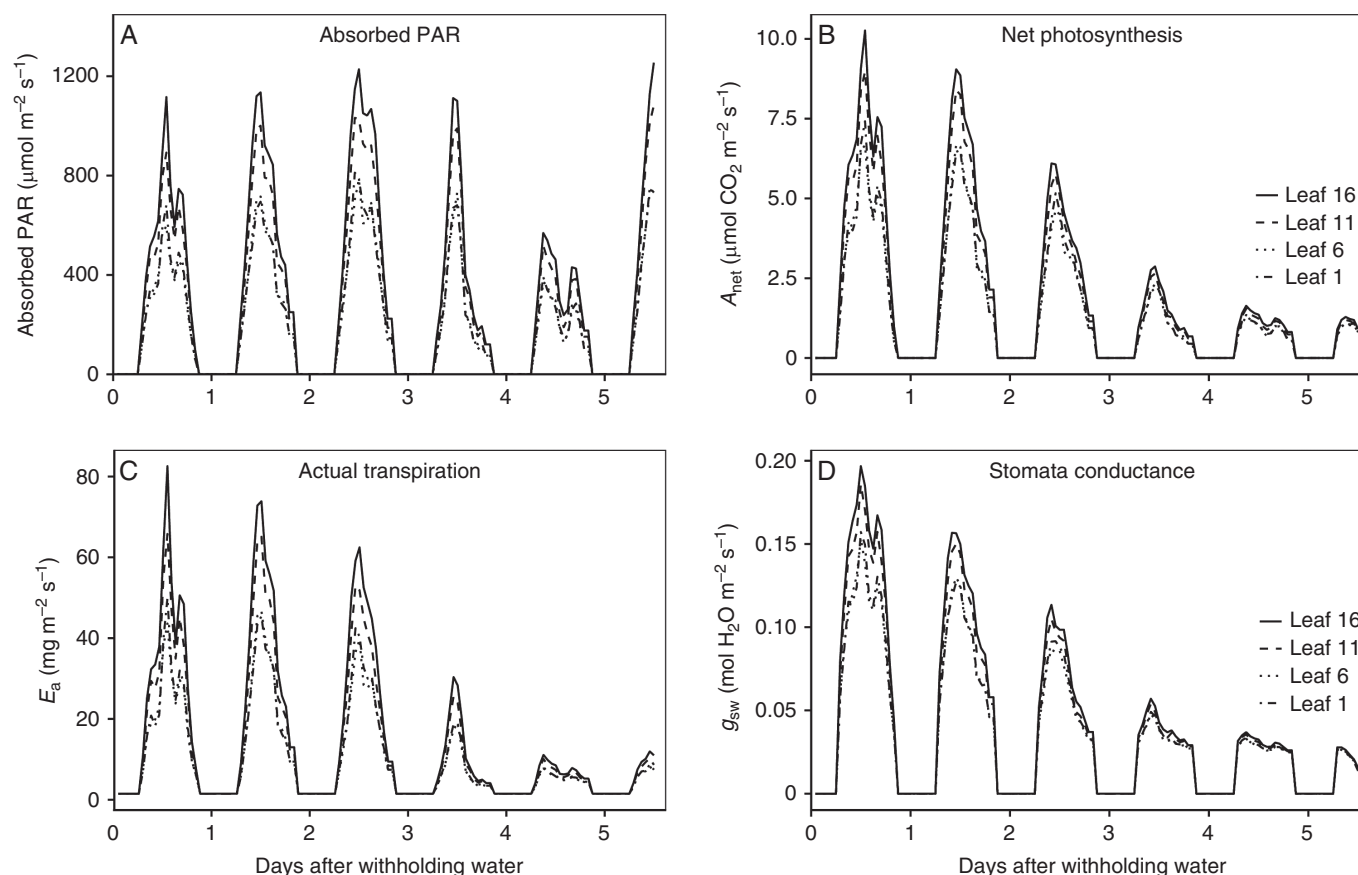 A
Absorbed PAR
Absorbed PAR (μmol m−2 s−1)
1200
800
400
0
0 1 2 3 4 5
B
Net photosynthesis
Anet (μmol CO2 m−2 s−1)
10.0
7.5
5.0
2.5
0
Leaf 16
Leaf 11
Leaf 6
Leaf 1
0 1 2 3 4 5
C
Actual transpiration
Ea (mg m−2 s−1)
80
60
40
20
0
0 1 2 3 4 5
Days after withholding water
D
Stomata conductance
gsw (mol H2O m−2 s−1)
0.20
0.15
0.10
0.05
0
Leaf 16
Leaf 11
Leaf 6
Leaf 1
0 1 2 3 4 5
Days after withholding water